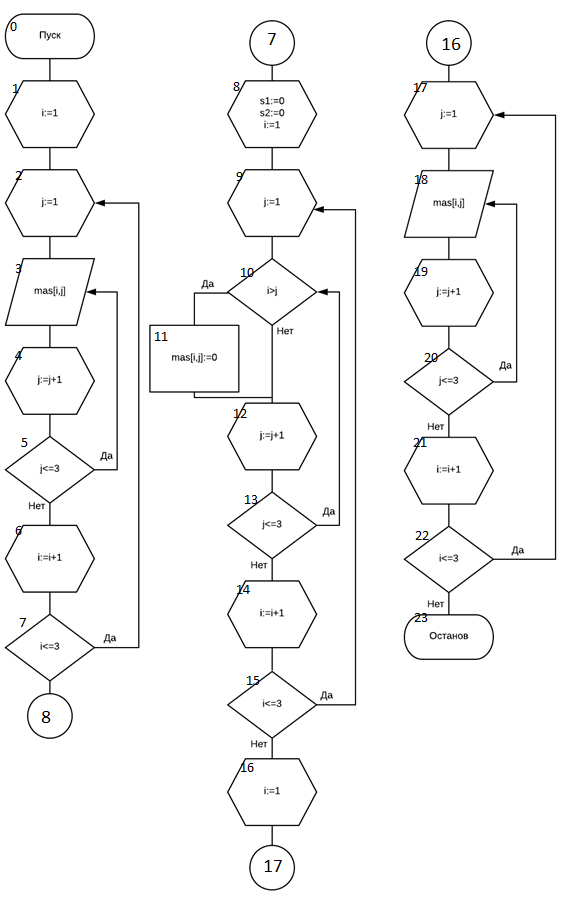 0
Пуск
1
i:=1
2
j:=1
3
mas[i,j]
4
j:=j+1
5
j<=3
Да
Нет
6
i:=i+1
7
i<=3
Да
8
7
8
s1:=0
s2:=0
i:=1
9
j:=1
10
i>j
Да
Нет
11
mas[i,j]:=0
12
j:=j+1
13
j<=3
Да
Нет
14
i:=i+1
15
i<=3
Да
Нет
16
i:=1
17
16
17
j:=1
18
mas[i,j]
19
j:=j+1
20
j<=3
Да
Нет
21
i:=i+1
22
i<=3
Да
Нет
23
Останов